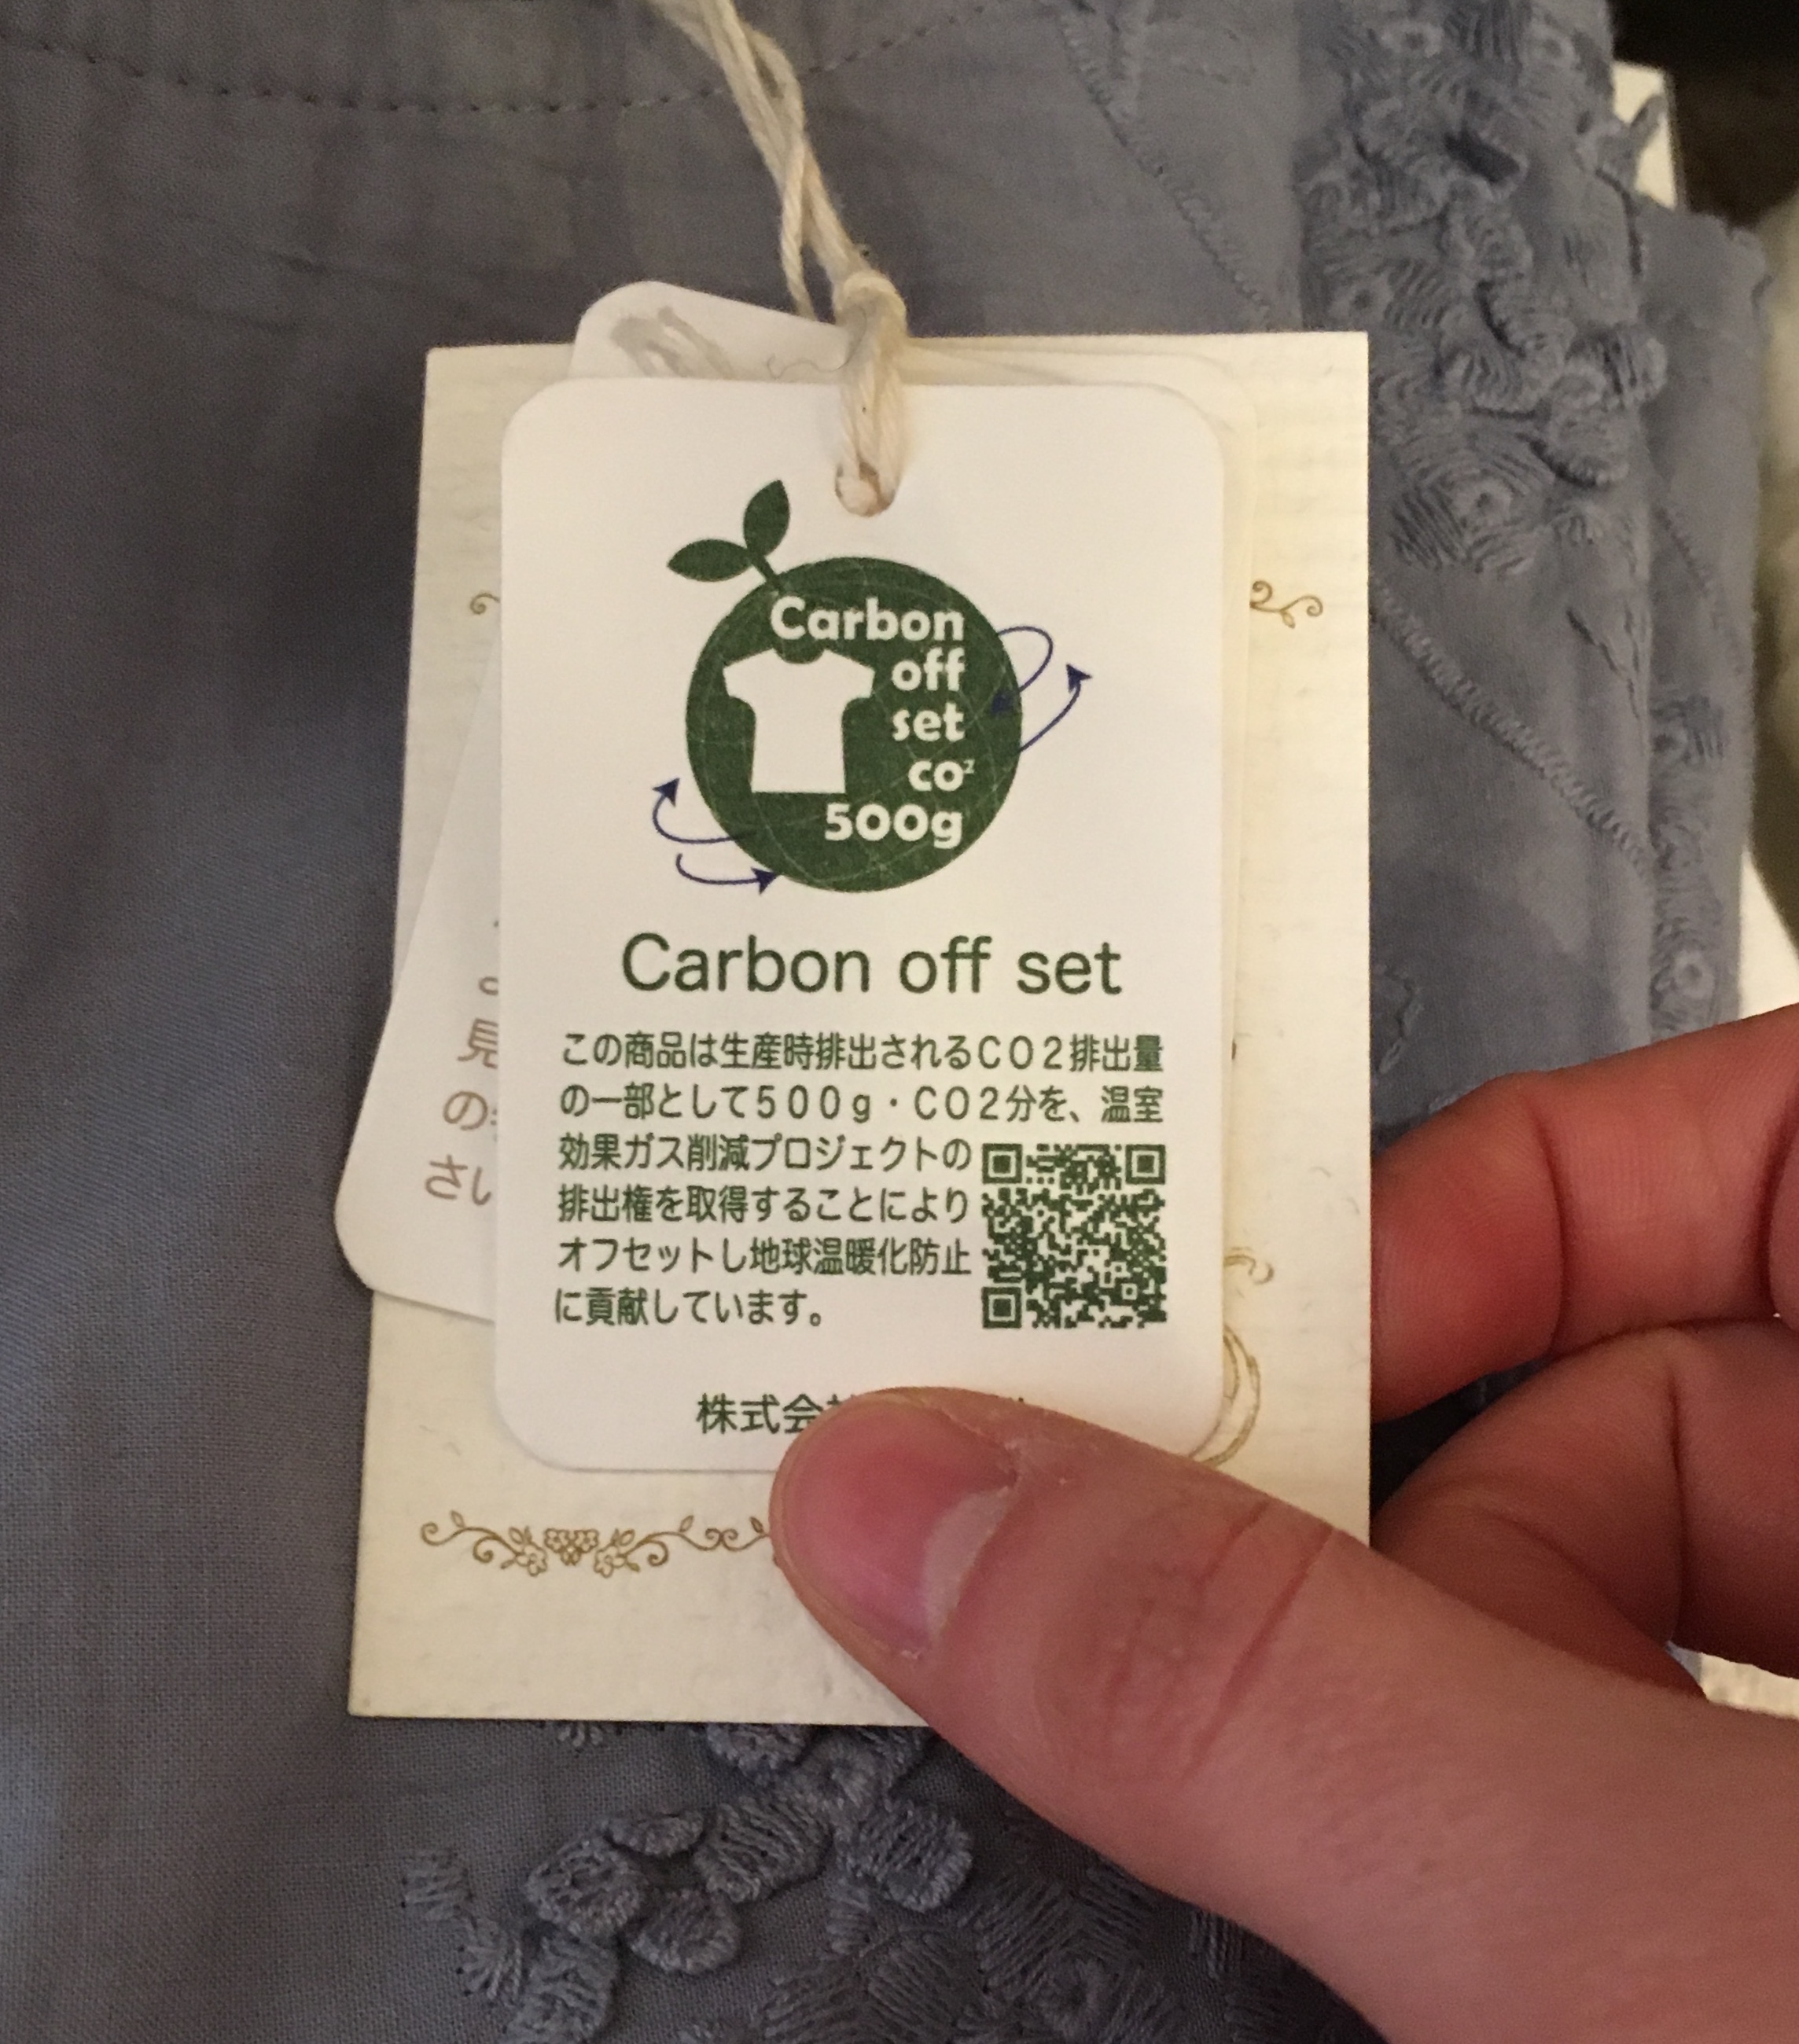 Carbon
off
set
co²
500g
Carbon off set
この商品は生産時排出されるCO2排出量
の一部として500g・CO2分を、温室
効果ガス削減プロジェクトの
排出権を取得することにより
オフセットし地球温暖化防止
に貢献しています。
株式会
見
の
さい